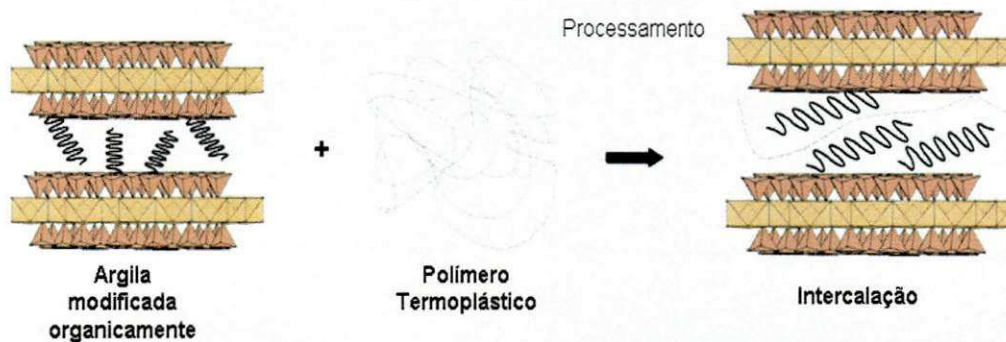 Processamento
+
Argila
modificada
organicamente
Polímero
Termoplástico
Intercalação